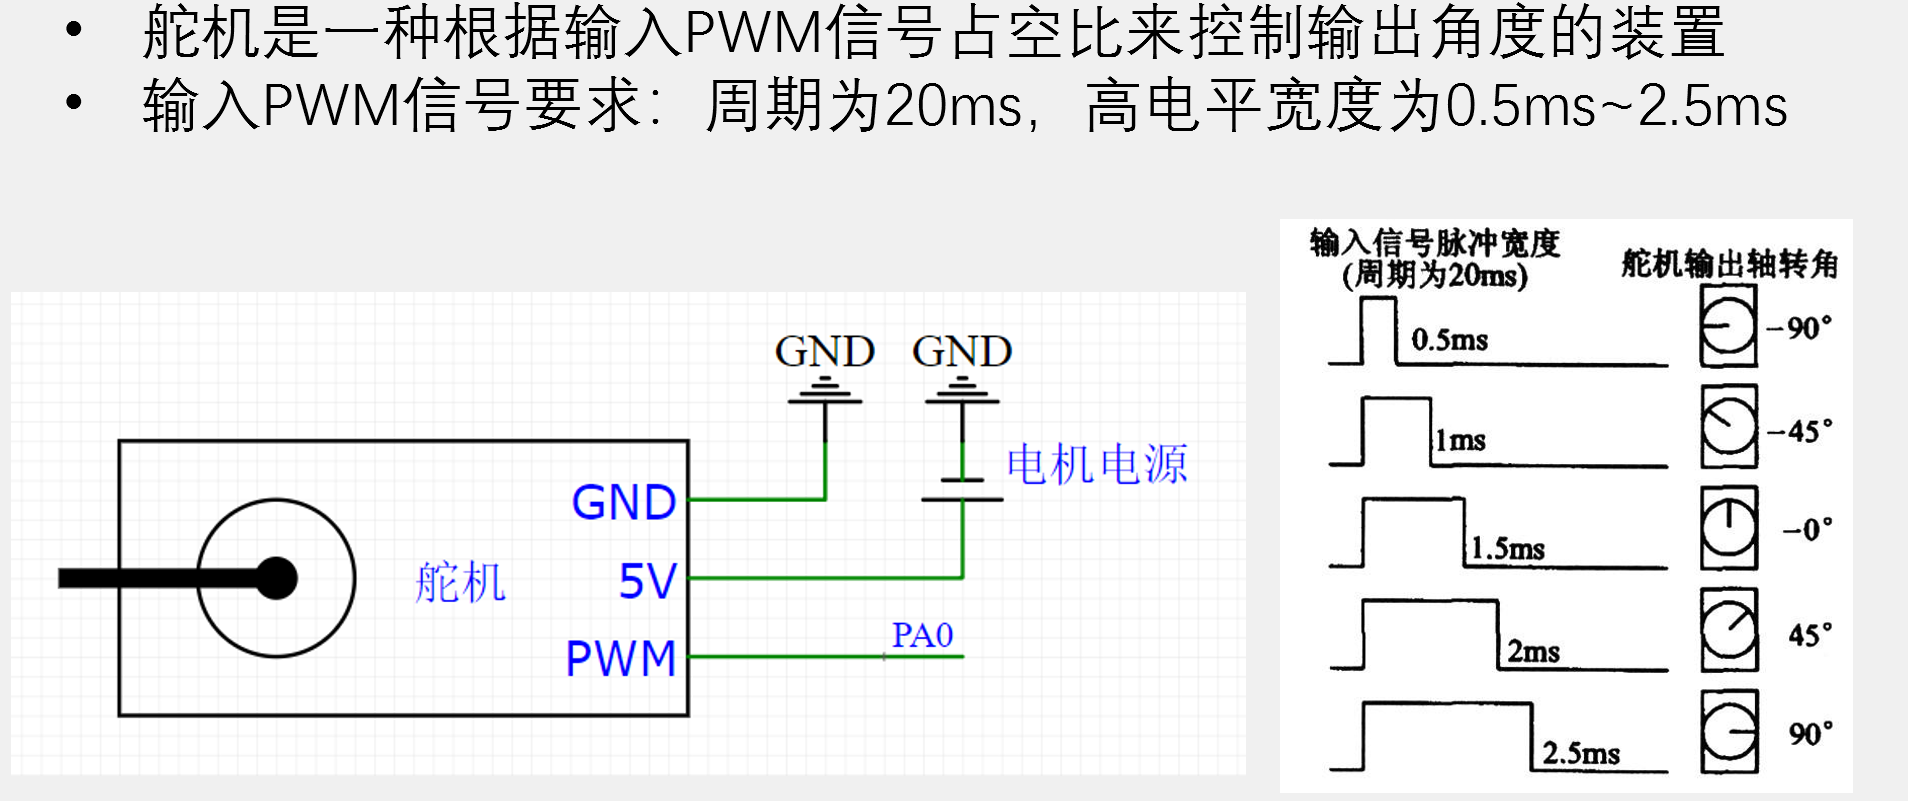 • 舵机是一种根据输入PWM信号占空比来控制输出角度的装置
• 输入PWM信号要求：周期为20ms，高电平宽度为0.5ms~2.5ms
GND GND
电机电源
GND
舵机
5V
PA0
PWM
输入信号脉冲宽度
(周期为20ms)
舵机输出轴转角
0.5ms
-90°
1ms
-45°
1.5ms
-0°
2ms
45°
2.5ms
90°